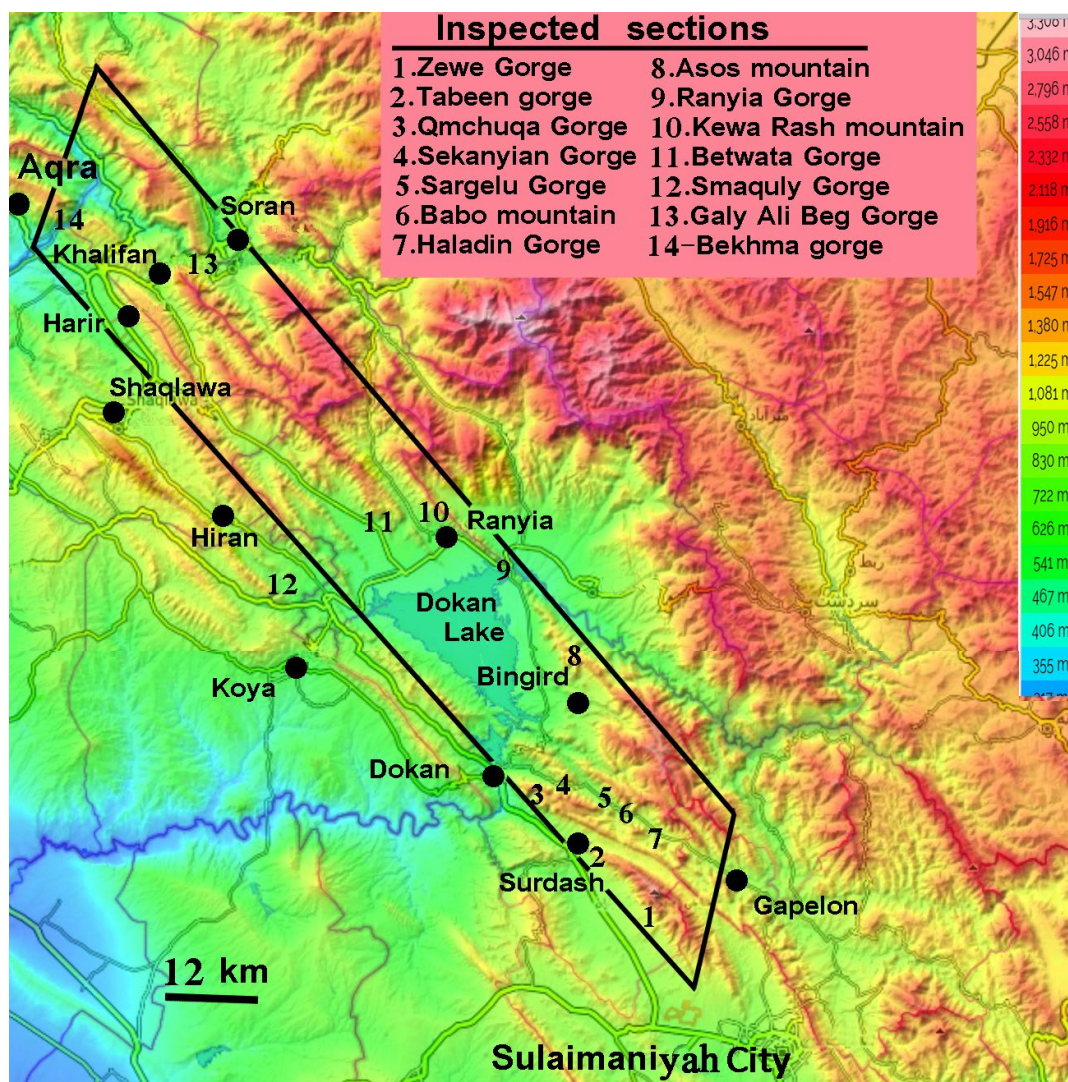 Inspected sections
1.Zewe Gorge
2.Tabeen gorge
3.Qmchuqa Gorge
4.Sekanyian Gorge
5.Sargelu Gorge
6.Babo mountain
7.Haladin Gorge
8.Asos mountain
9.Ranyia Gorge
10.Kewa Rash mountain
11.Betwata Gorge
12.Smaquly Gorge
13.Galy Ali Beg Gorge
14-Bekhma gorge
3,046 m
2,796 m
2,558 m
2,332 m
2,118 m
1,916 m
1,725 m
1,547 m
1,380 m
1,225 m
1,081 m
950 m
830 m
722 m
626 m
541 m
467 m
406 m
355 m
Aqra
14
Soran
Khalifan
13
Harir
Shaqlawa
11
10
Ranyia
Hiran
9
12
Dokan
Lake
8
Bingird
Koya
Dokan
3
4
5
6
7
2
Surdash
1
Gapelon
12 km
Sulaimaniyah City
سردشت
ربط